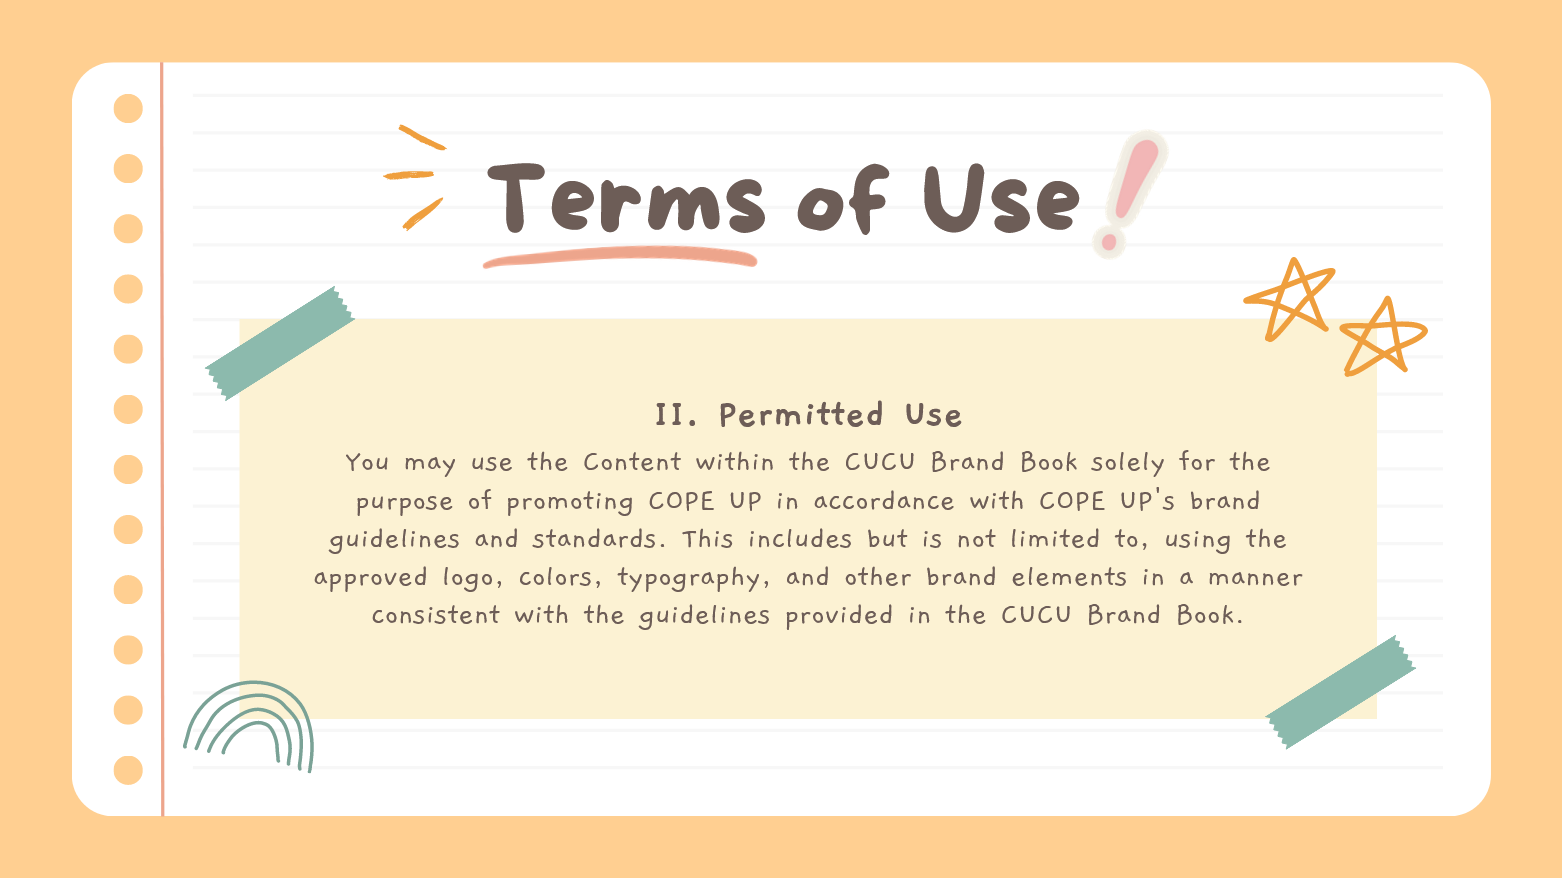 Terms of Use!
II. Permitted Use
You may use the Content within the CUCU Brand Book solely for the
purpose of promoting COPE UP in accordance with COPE UP's brand
guidelines and standards. This includes but is not limited to, using the
approved logo, colors, typography, and other brand elements in a manner
consistent with the guidelines provided in the CUCU Brand Book.